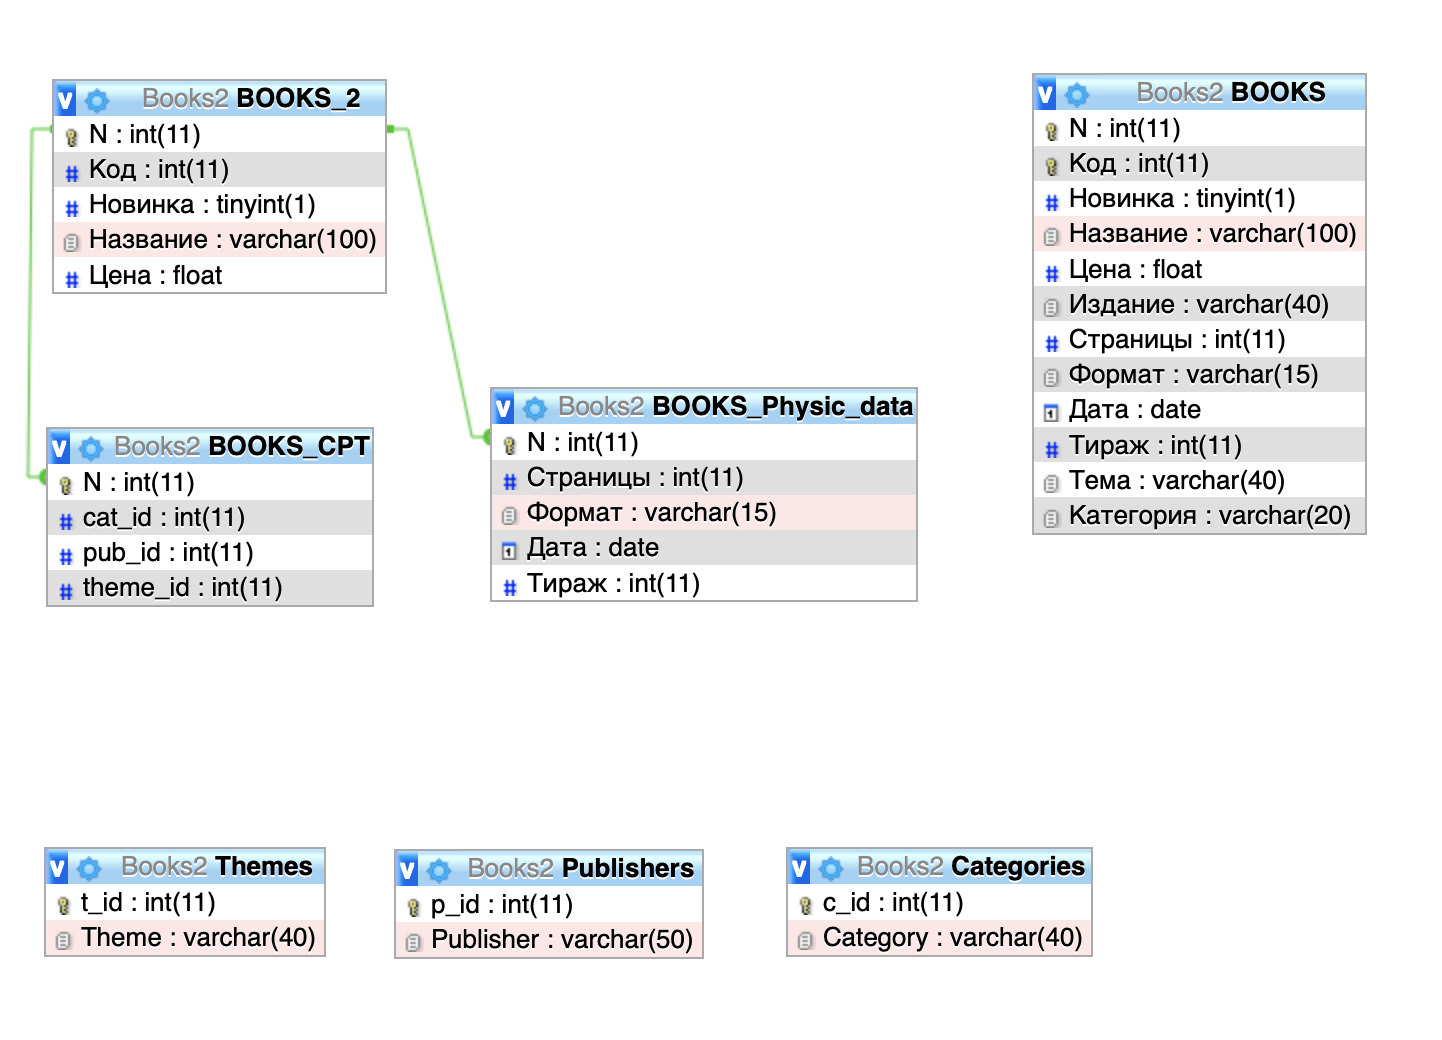 Books2 BOOKS_2
N : int(11)
Код : int(11)
Новинка : tinyint(1)
Название : varchar(100)
Цена : float
Books2 BOOKS_CPT
N : int(11)
cat_id : int(11)
pub_id : int(11)
theme_id : int(11)
Books2 BOOKS_Physic_data
N : int(11)
Страницы : int(11)
Формат : varchar(15)
Дата : date
Тираж : int(11)
Books2 BOOKS
N : int(11)
Код : int(11)
Новинка : tinyint(1)
Название : varchar(100)
Цена : float
Издание : varchar(40)
Страницы : int(11)
Формат : varchar(15)
Дата : date
Тираж : int(11)
Тема : varchar(40)
Категория : varchar(20)
Books2 Themes
t_id : int(11)
Theme : varchar(40)
Books2 Publishers
p_id : int(11)
Publisher : varchar(50)
Books2 Categories
c_id : int(11)
Category : varchar(40)